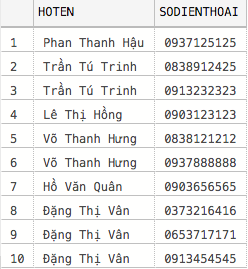 HOTEN SODIENTHOAI
1 Phan Thanh Hậu 0937125125
2 Trần Tú Trinh 0838912425
3 Trần Tú Trinh 0913232323
4 Lê Thị Hồng 0903123123
5 Võ Thanh Hưng 0838121212
6 Võ Thanh Hưng 0937888888
7 Hồ Văn Quân 0903656565
8 Đặng Thị Vân 0373216416
9 Đặng Thị Vân 0653717171
10 Đặng Thị Vân 0913454545